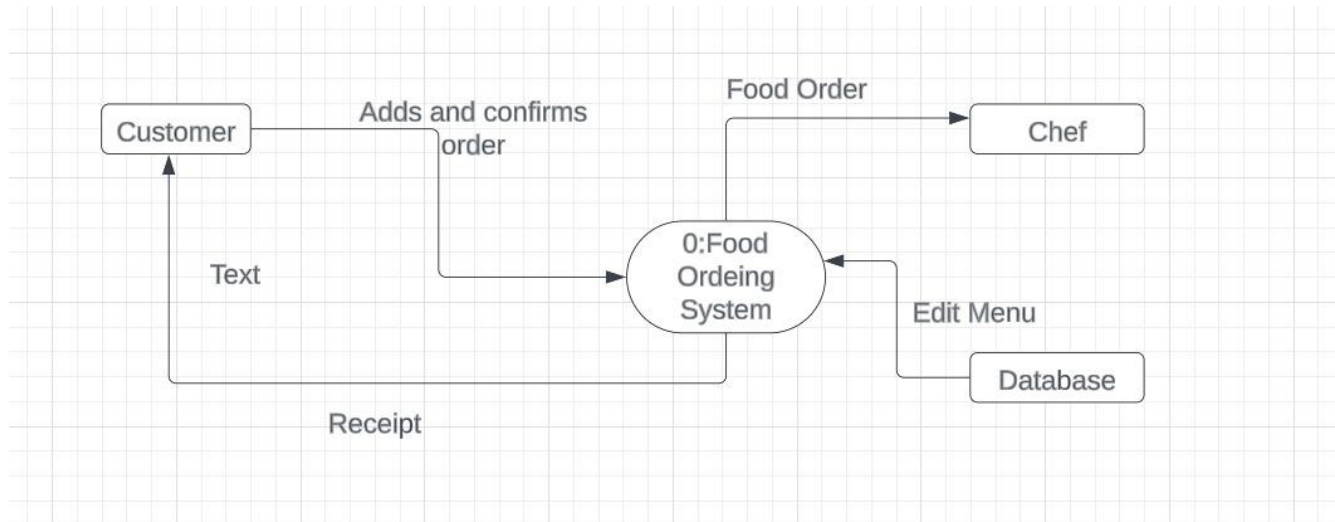 Food Order
Adds and confirms
order
Customer
Chef
0:Food
Ordeing
System
Text
Edit Menu
Database
Receipt